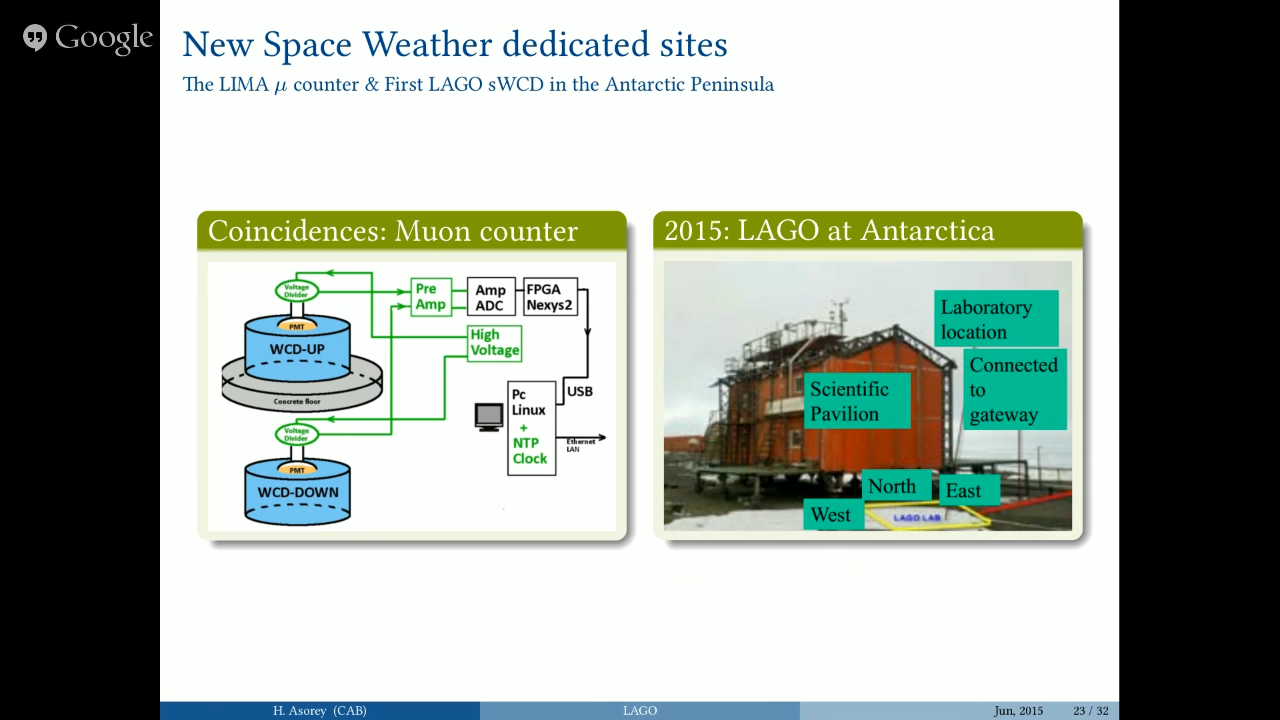 Google
New Space Weather dedicated sites
The LIMA μ counter & First LAGO sWCD in the Antarctic Peninsula
Coincidences: Muon counter
Voltage
Divider
PMT
WCD-UP
Concrete floor
Voltage
Divider
PMT
WCD-DOWN
Pre
Amp
Amp
ADC
FPGA
Nexys2
High
Voltage
USB
Pc
Linux
+
NTP
Clock
Ethernet
LAN
2015: LAGO at Antarctica
Laboratory
location
Connected
to
gateway
Scientific
Pavilion
North
East
West
LAGO LAB
H. Asorey (CAB)
LAGO
Jun, 2015
23 / 32